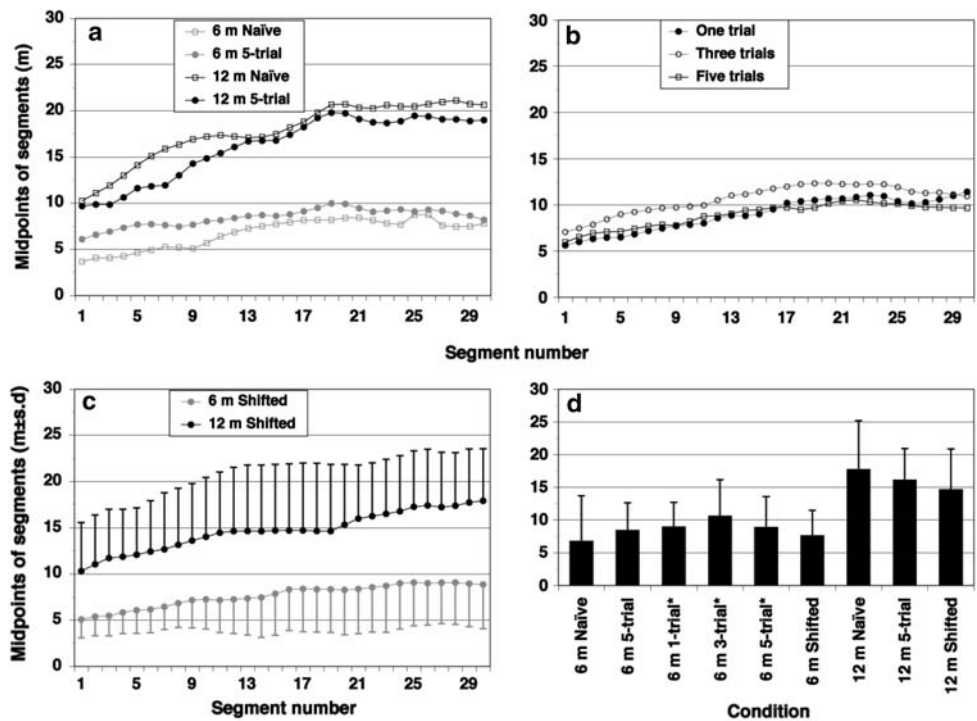 a
6 m Naïve
6 m 5-trial
12 m Naïve
12 m 5-trial
Midpoints of segments (m)
30
25
20
15
10
5
0
1 5 9 13 17 21 25 29
b
One trial
Three trials
Five trials
30
25
20
15
10
5
0
1 5 9 13 17 21 25 29
Segment number
c
6 m Shifted
12 m Shifted
Midpoints of segments (m±s.d)
30
25
20
15
10
5
0
1 5 9 13 17 21 25 29
Segment number
d
30
25
20
15
10
5
0
6 m Naïve
6 m 5-trial
6 m 1-trial*
6 m 3-trial*
6 m 5-trial*
6 m Shifted
12 m Naïve
12 m 5-trial
12 m Shifted
Condition